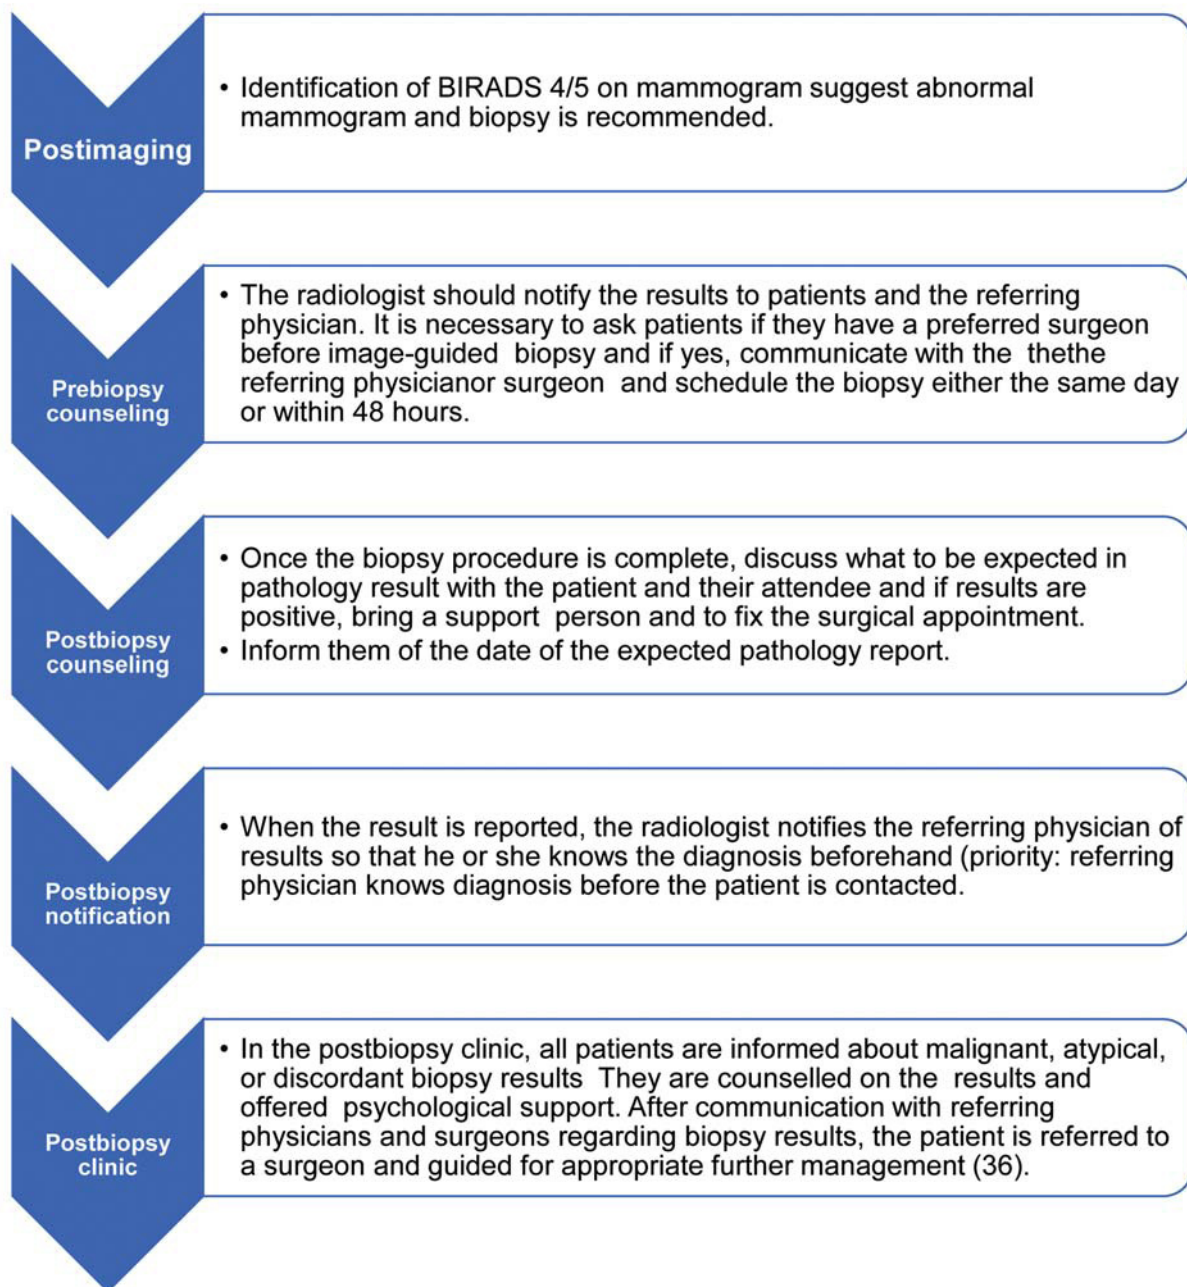 Postimaging
• Identification of BIRADS 4/5 on mammogram suggest abnormal
mammogram and biopsy is recommended.
Prebiopsy
counseling
• The radiologist should notify the results to patients and the referring
physician. It is necessary to ask patients if they have a preferred surgeon
before image-guided biopsy and if yes, communicate with the thethe
referring physicianor surgeon and schedule the biopsy either the same day
or within 48 hours.
Postbiopsy
counseling
• Once the biopsy procedure is complete, discuss what to be expected in
pathology result with the patient and their attendee and if results are
positive, bring a support person and to fix the surgical appointment.
• Inform them of the date of the expected pathology report.
Postbiopsy
notification
• When the result is reported, the radiologist notifies the referring physician of
results so that he or she knows the diagnosis beforehand (priority: referring
physician knows diagnosis before the patient is contacted.
Postbiopsy
clinic
• In the postbiopsy clinic, all patients are informed about malignant, atypical,
or discordant biopsy results They are counselled on the results and
offered psychological support. After communication with referring
physicians and surgeons regarding biopsy results, the patient is referred to
a surgeon and guided for appropriate further management (36).